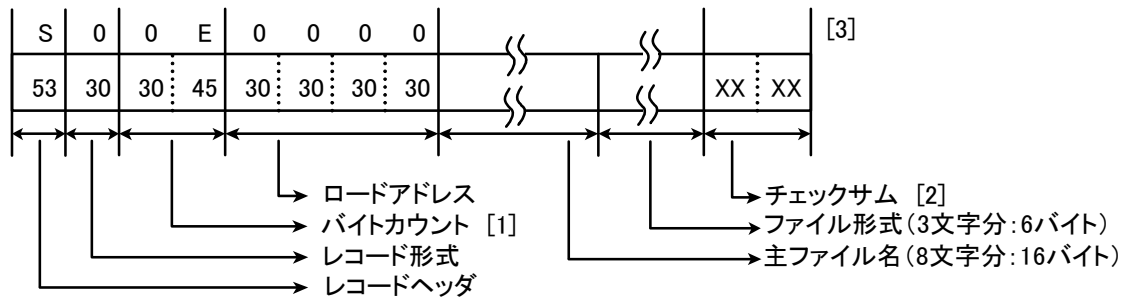 S 0 0 E 0 0 0 0 [3]
53 30 30 45 30 30 30 30 XX XX
ロードアドレス
バイトカウント [1]
レコード形式
レコードヘッダ
チェックサム [2]
ファイル形式(3文字分:6バイト)
主ファイル名(8文字分:16バイト)